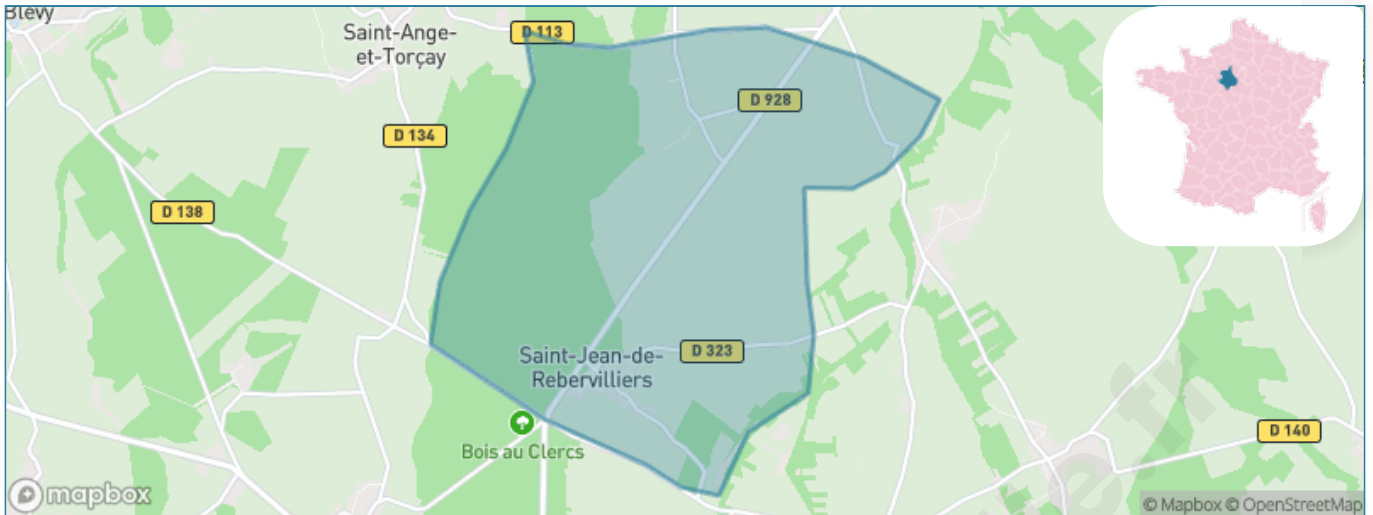 Blévy
Saint-Ange-
et-Torçay
D 113
D 928
D 134
D 138
Saint-Jean-de-
Rebervilliers
D 323
Bois au Clercs
D 140
mapbox
© Mapbox © OpenStreetMap